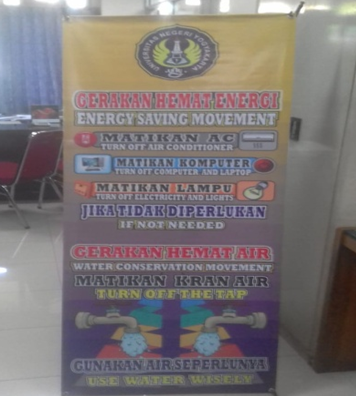 UNIVERSITAS NEGERI YOGYAKARTA
GERAKAN HEMAT ENERGI
ENERGY SAVING MOVEMENT
MATIKAN AC
TURN OFF AIR CONDITIONER
MATIKAN KOMPUTER
TURN OFF COMPUTER AND LAPTOP
MATIKAN LAMPU
TURN OFF ELECTRICITY AND LIGHTS
JIKA TIDAK DIPERLUKAN
IF NOT NEEDED
GERAKAN HEMAT AIR
WATER CONSERVATION MOVEMENT
MATIKAN KRAN AIR
TURN OFF THE TAP
GUNAKAN AIR SEPERLUNYA
USE WATER WISELY